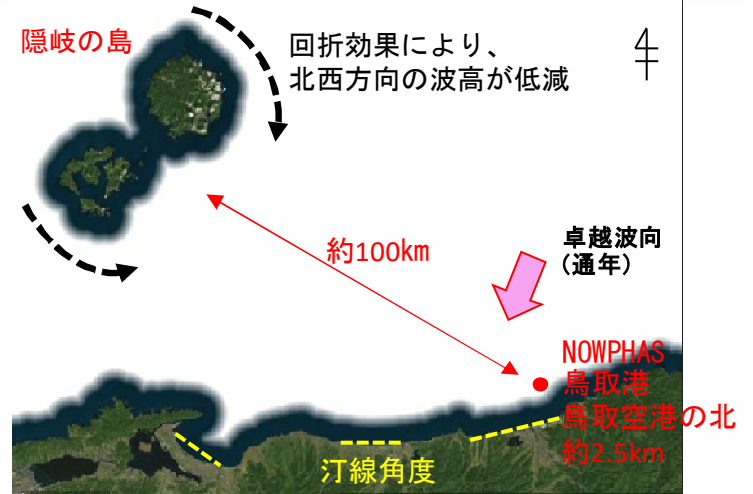 隠岐の島
回折効果により、
北西方向の波高が低減
約100㎞
卓越波向
(通年)
NOWPHAS
鳥取港
鳥取空港の北
約2.5km
汀線角度